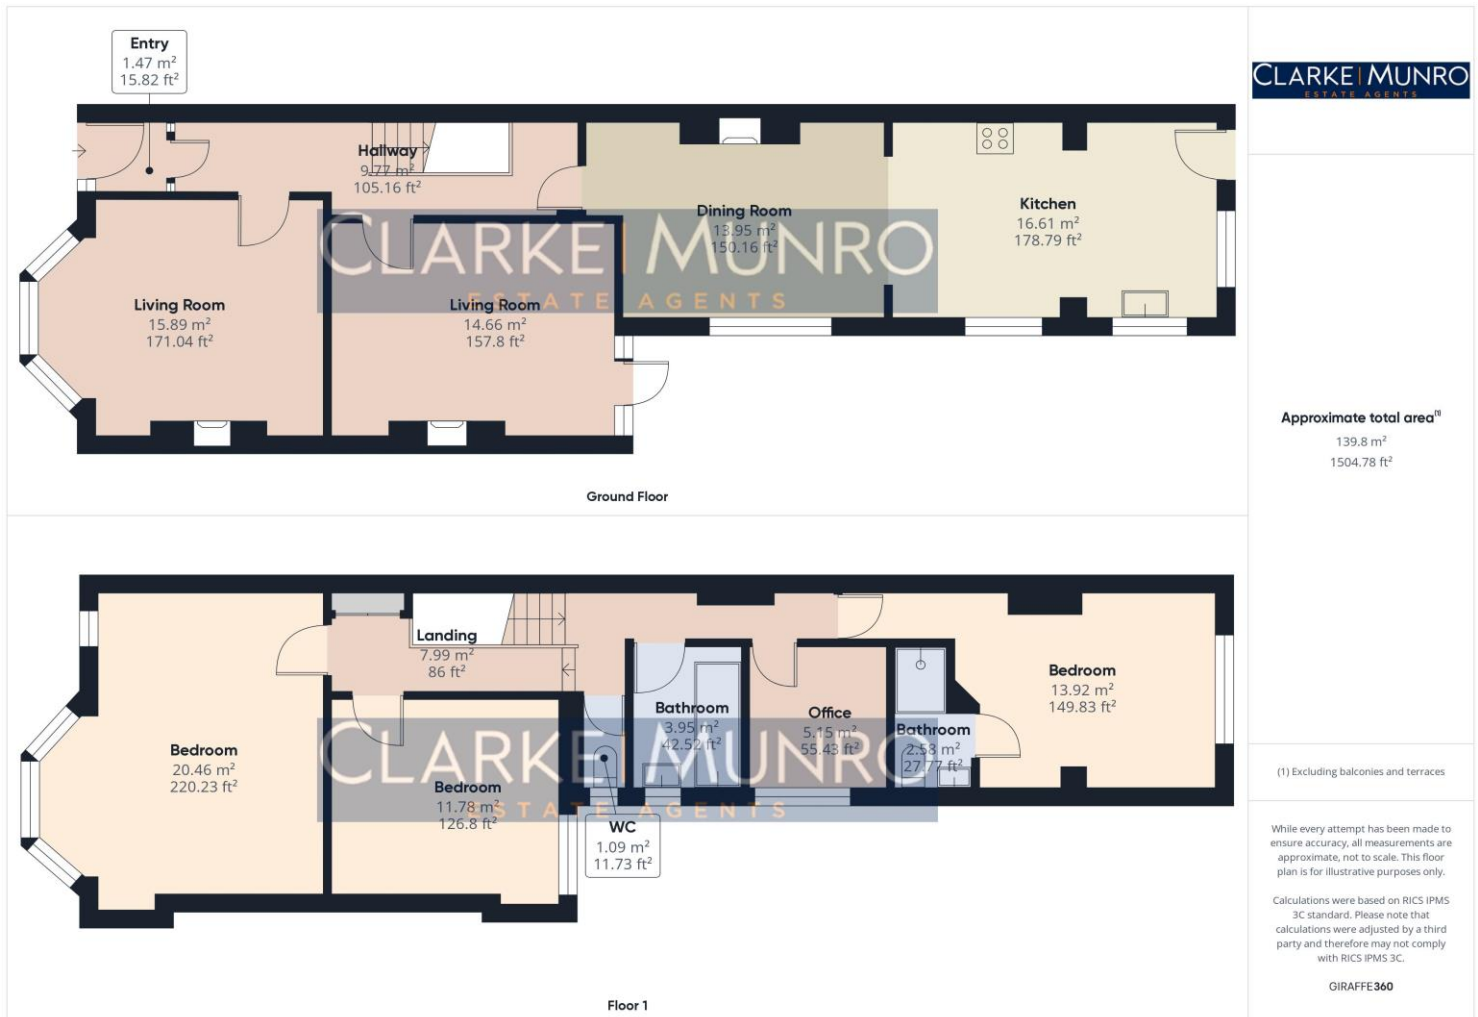 Entry
1.47 m²
15.82 ft²
Hallway
9.77 m²
105.16 ft²
Dining Room
13.95 m²
150.16 ft²
Kitchen
16.61 m²
178.79 ft²
Living Room
15.89 m²
171.04 ft²
Living Room
14.66 m²
157.8 ft²
CLARKE MUNRO
ESTATE AGENTS
Ground Floor
Landing
7.99 m²
86 ft²
Bedroom
20.46 m²
220.23 ft²
Bedroom
11.78 m²
126.8 ft²
WC
1.09 m²
11.73 ft²
Bathroom
3.95 m²
42.52 ft²
Office
5.15 m²
55.43 ft²
Bathroom
2.58 m²
27.77 ft²
Bedroom
13.92 m²
149.83 ft²
CLARKE MUNRO
ESTATE AGENTS
Floor 1
CLARKE MUNRO
ESTATE AGENTS
Approximate total area⁽¹⁾
139.8 m²
1504.78 ft²
(1) Excluding balconies and terraces
While every attempt has been made to
ensure accuracy, all measurements are
approximate, not to scale. This floor
plan is for illustrative purposes only.
Calculations were based on RICS IPMS
3C standard. Please note that
calculations were adjusted by a third
party and therefore may not comply
with RICS IPMS 3C.
GIRAFFE360